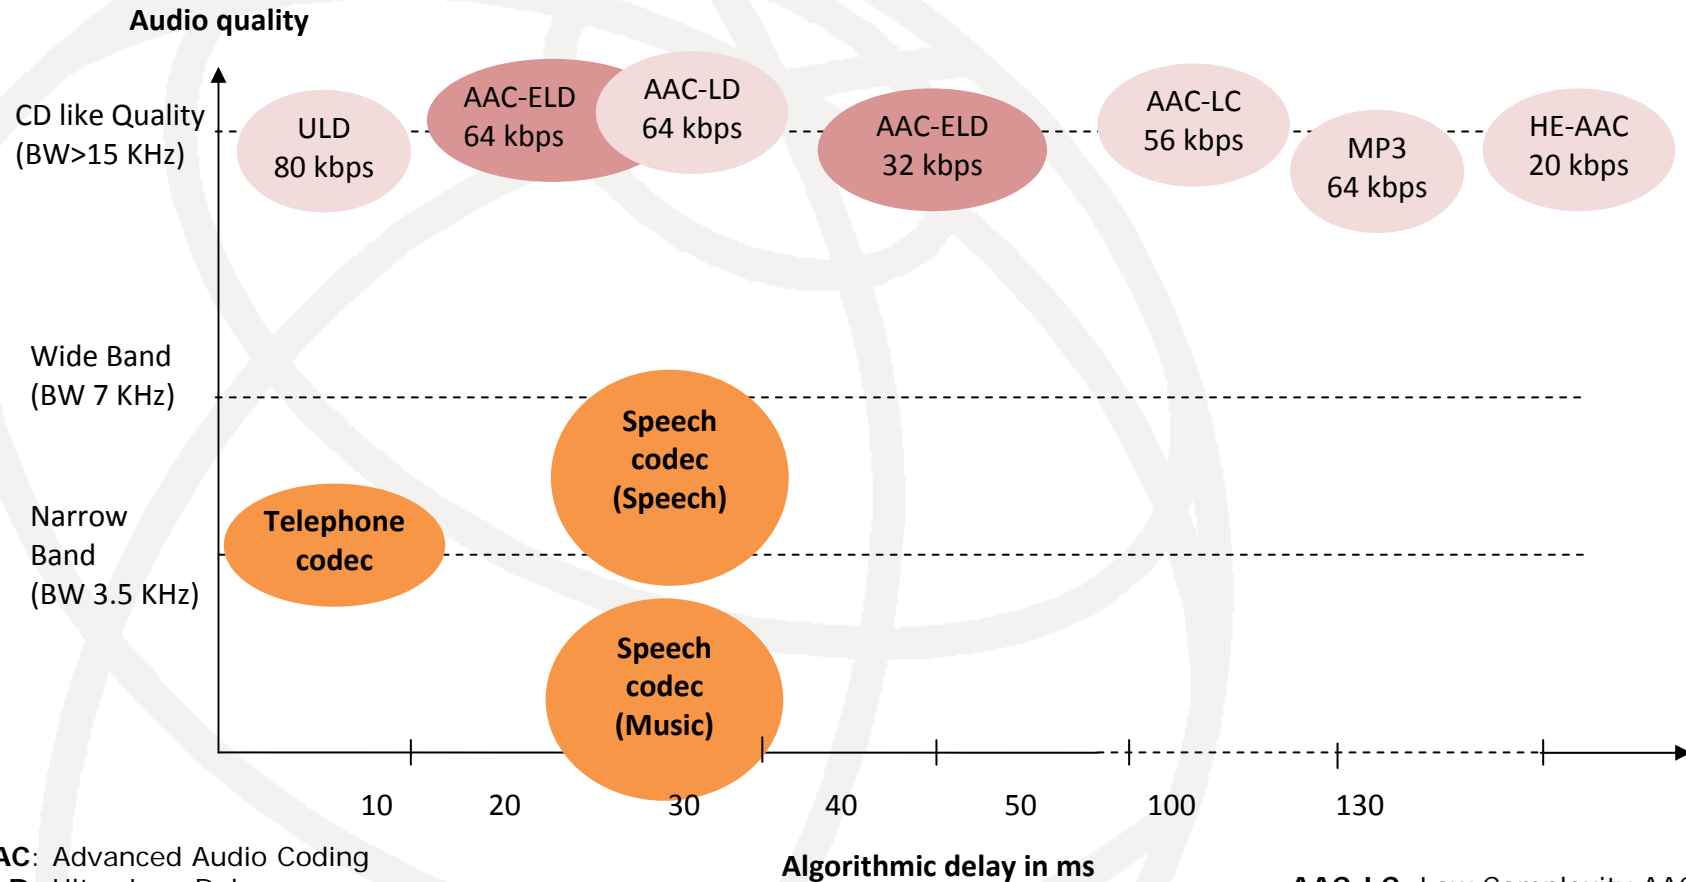 Audio quality
CD like Quality
(BW>15 KHz)
ULD
80 kbps
AAC-ELD
64 kbps
AAC-LD
64 kbps
AAC-ELD
32 kbps
AAC-LC
56 kbps
MP3
64 kbps
HE-AAC
20 kbps
Wide Band
(BW 7 KHz)
Speech
codec
(Speech)
Narrow
Band
(BW 3.5 KHz)
Telephone
codec
Speech
codec
(Music)
10 20 30 40 50 100 130
AC: Advanced Audio Coding
Algorithmic delay in ms